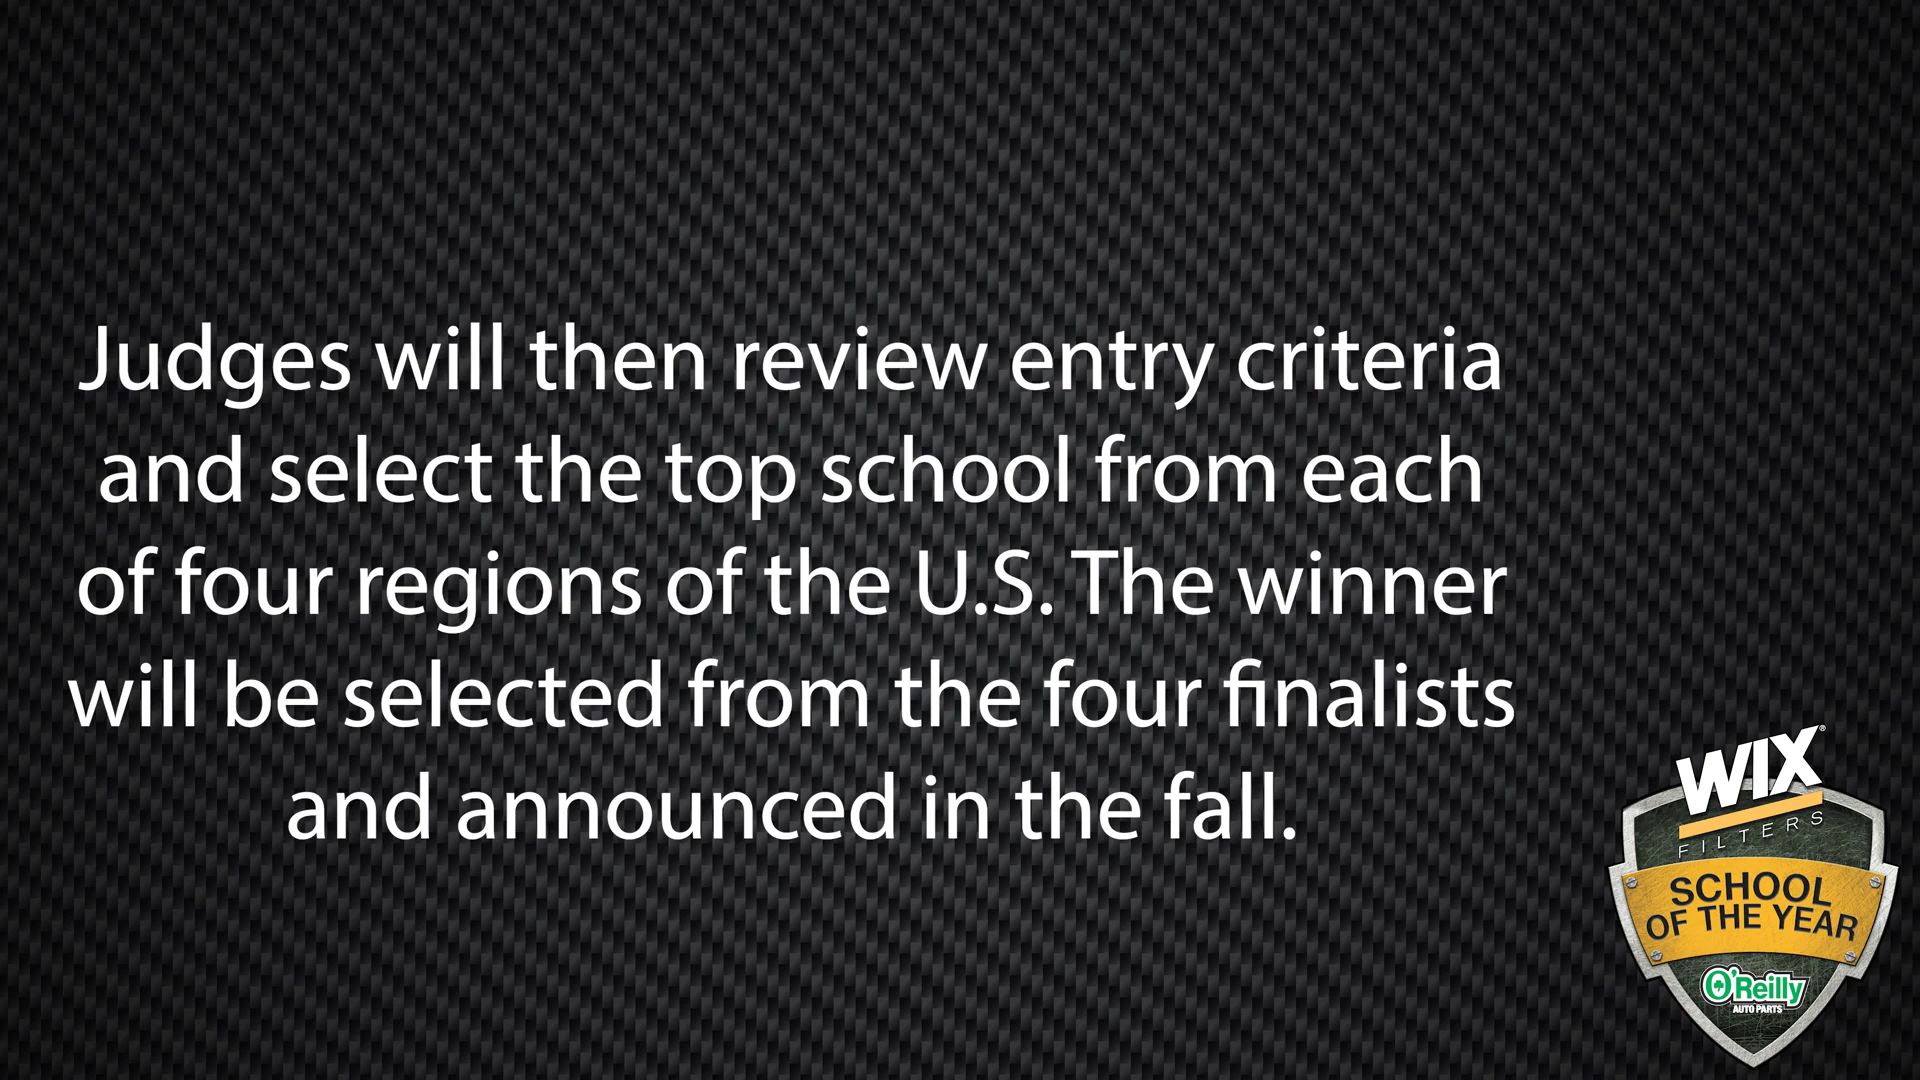 Judges will then review entry criteria
and select the top school from each
of four regions of the U.S. The winner
will be selected from the four finalists
and announced in the fall.
WIX®
FILTERS
SCHOOL
OF THE YEAR
O'Reilly
AUTO PARTS